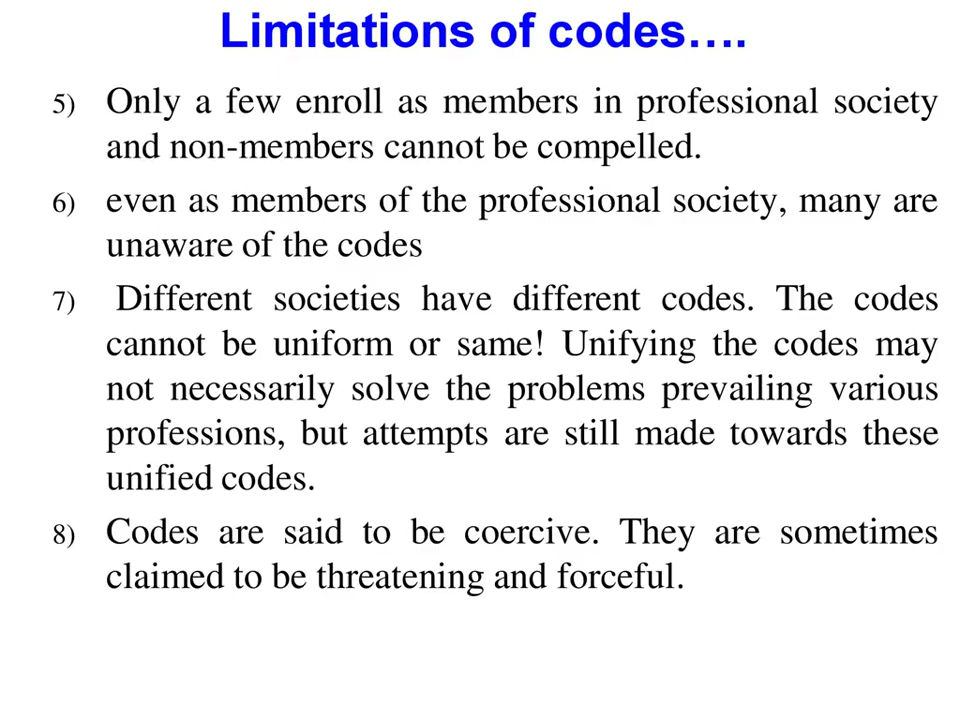 Limitations of codes….
5) Only a few enroll as members in professional society
and non-members cannot be compelled.
6) even as members of the professional society, many are
unaware of the codes
7) Different societies have different codes. The codes
cannot be uniform or same! Unifying the codes may
not necessarily solve the problems prevailing various
professions, but attempts are still made towards these
unified codes.
8) Codes are said to be coercive. They are sometimes
claimed to be threatening and forceful.